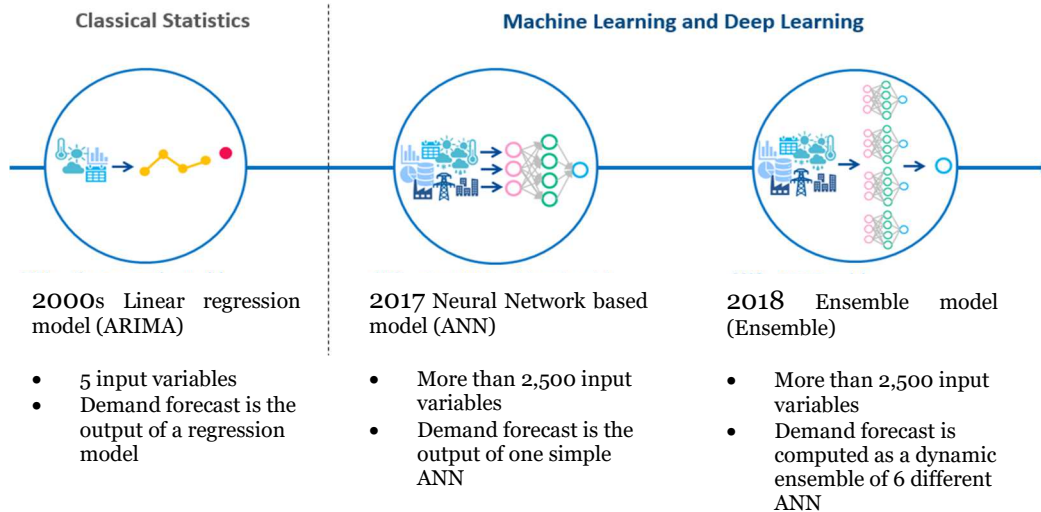 Classical Statistics
Machine Learning and Deep Learning
2000s Linear regression
model (ARIMA)
• 5 input variables
• Demand forecast is the
output of a regression
model
2017 Neural Network based
model (ANN)
• More than 2,500 input
variables
• Demand forecast is the
output of one simple
ANN
2018 Ensemble model
(Ensemble)
• More than 2,500 input
variables
• Demand forecast is
computed as a dynamic
ensemble of 6 different
ANN